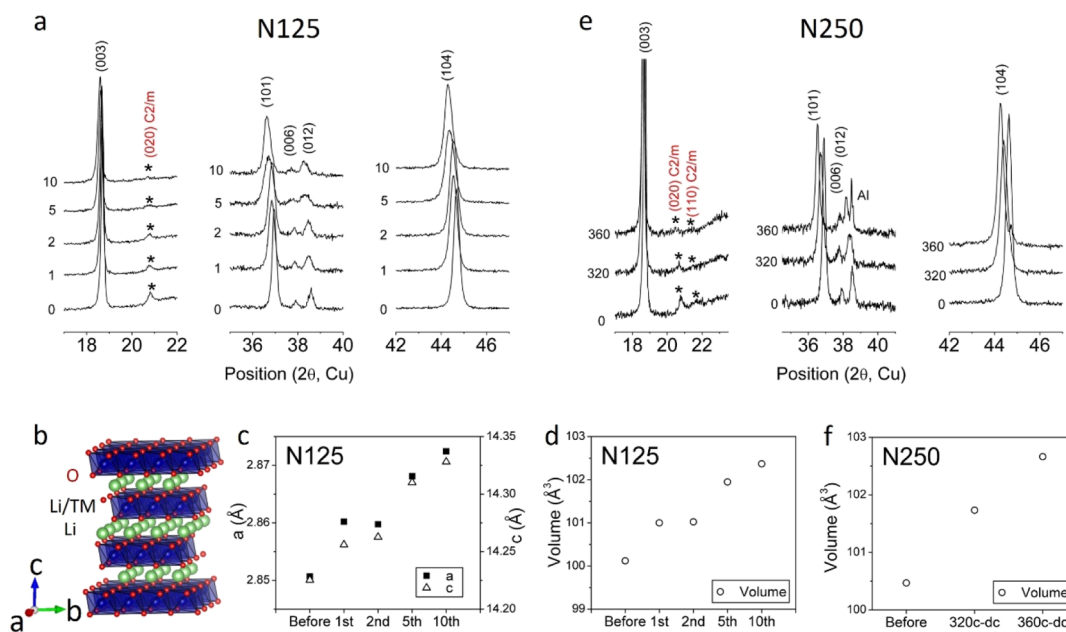 a
N125
(003)
(020) C2/m
(101)
(006)
(012)
(104)
*
*
*
*
*
10
5
2
1
0
10
5
2
1
0
10
5
2
1
0
18 20 22
36 38 40
42 44 46
Position (2θ, Cu)
e
N250
(003)
(020) C2/m
(110) C2/m
(101)
(006)
(012)
Al
(104)
* *
* *
* *
360
320
0
360
320
0
360
320
0
18 20 22
36 38 40
42 44 46
Position (2θ, Cu)
b
O
Li/TM
Li
c
a
b
c
N125
2.87
2.86
2.85
a (Å)
14.35
14.30
14.25
14.20
c (Å)
a
c
Before 1st 2nd 5th 10th
d
N125
103
102
101
100
99
Volume (Å³)
Volume
Before 1st 2nd 5th 10th
f
N250
103
102
101
100
Volume (Å³)
Volume
Before 320c-dc 360c-dc